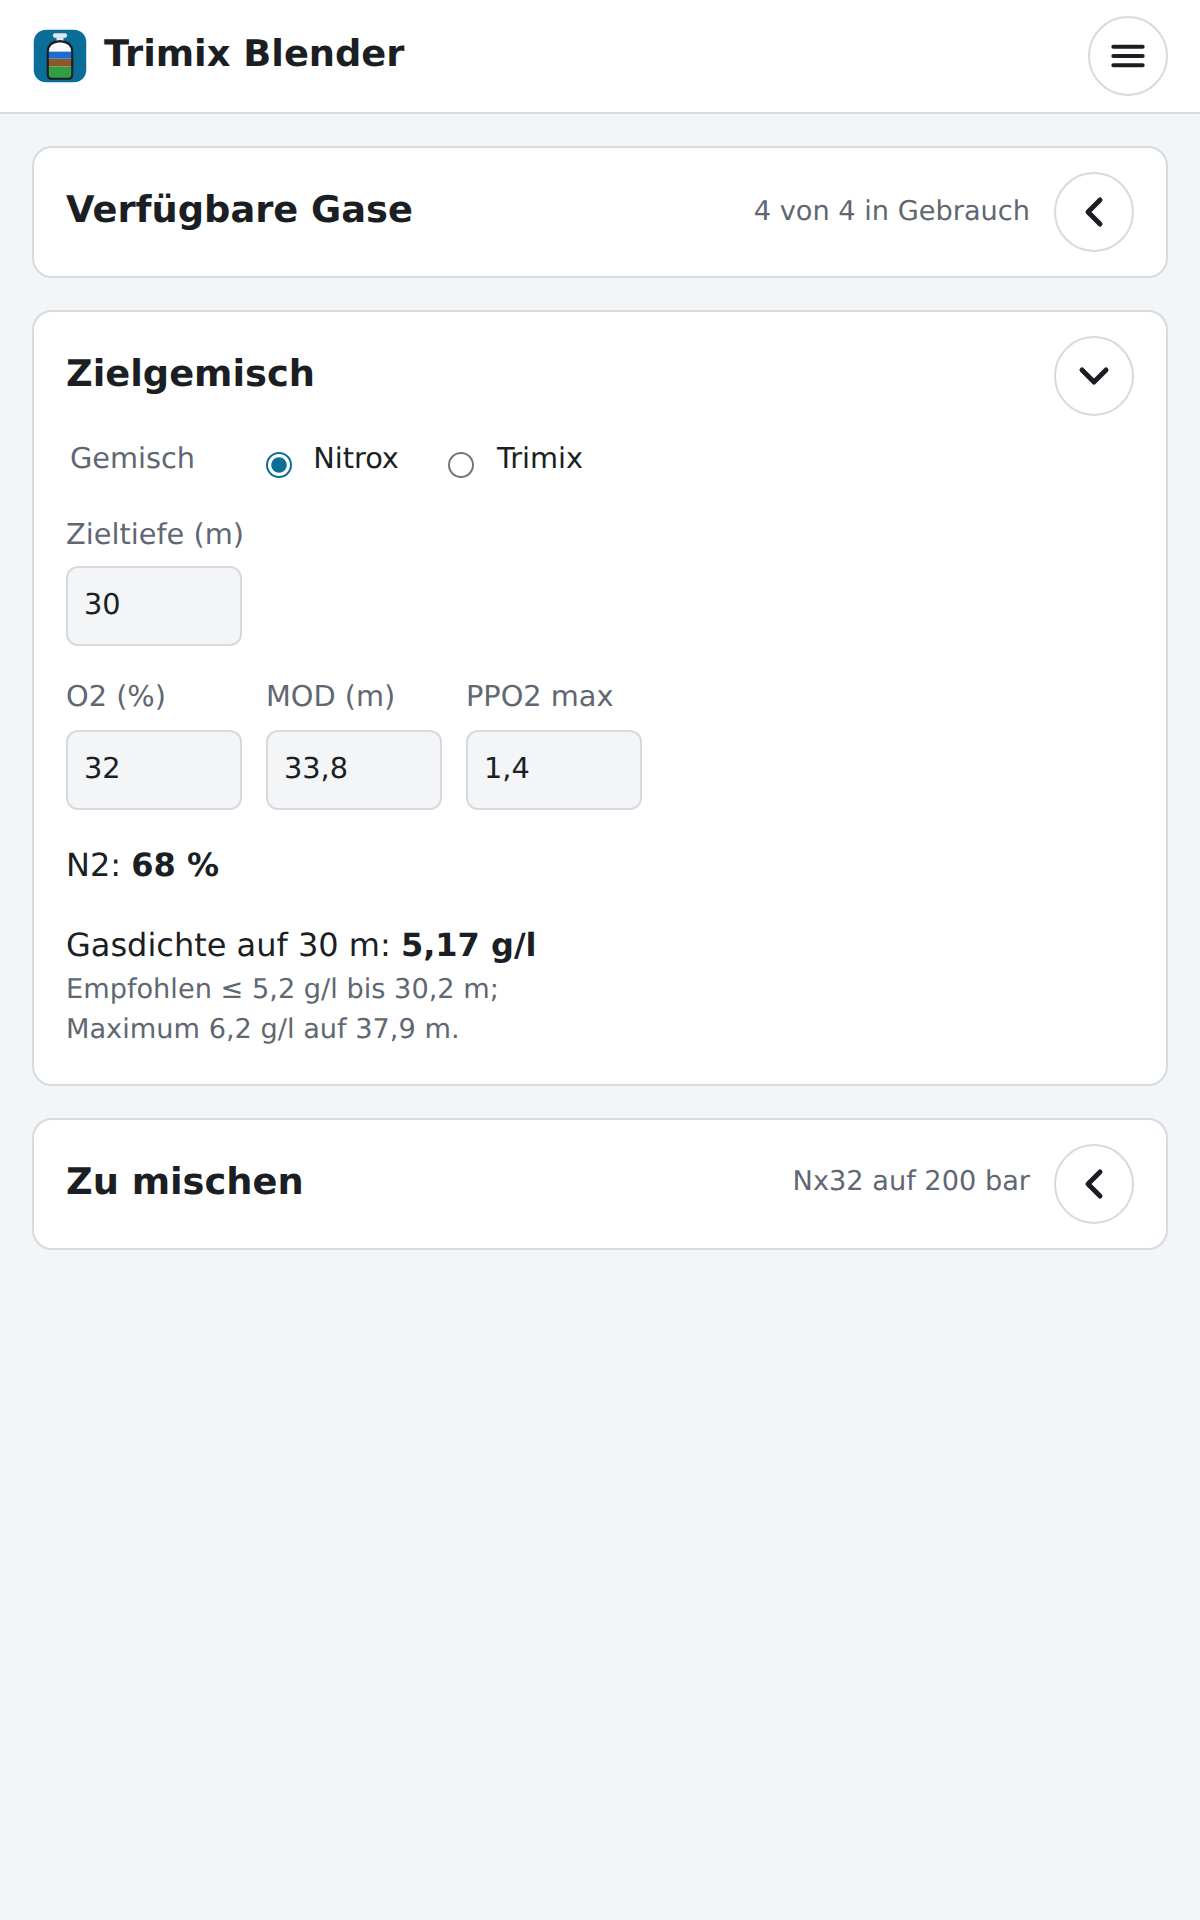 Trimix Blender
Verfügbare Gase
4 von 4 in Gebrauch
Zielgemisch
Gemisch Nitrox Trimix
Zieltiefe (m)
30
O2 (%) MOD (m) PPO2 max
32 33,8 1,4
N2: 68 %
Gasdichte auf 30 m: 5,17 g/l
Empfohlen ≤ 5,2 g/l bis 30,2 m;
Maximum 6,2 g/l auf 37,9 m.
Zu mischen
Nx32 auf 200 bar